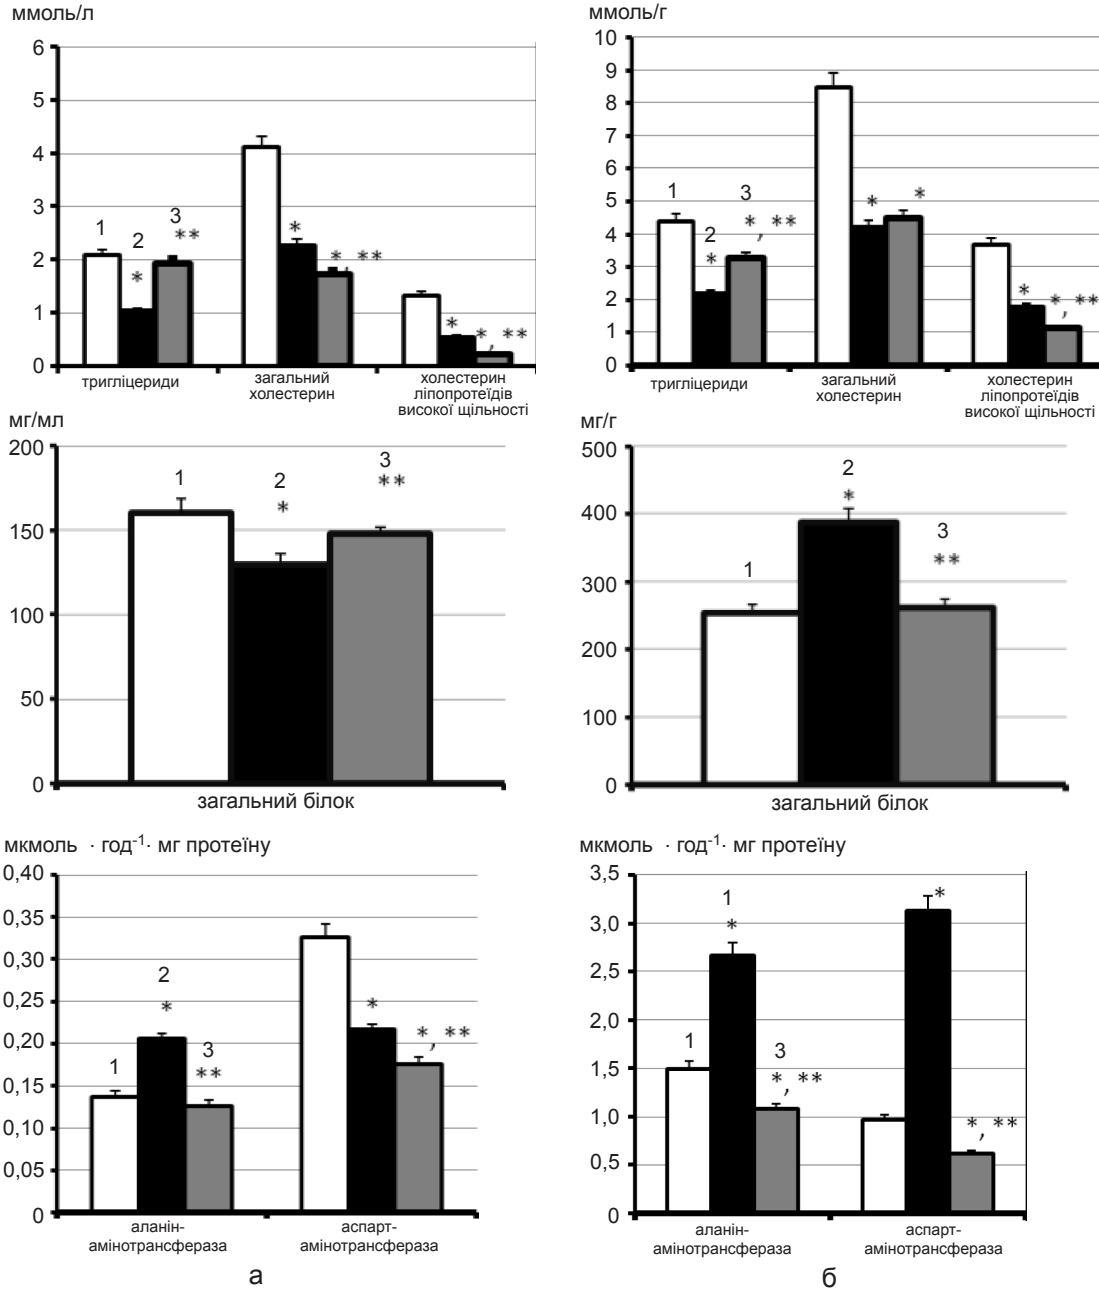 ммоль/л
6
5
4
3
2
1
0
1
2
*
3
**
*
*, **
*
*, **
тригліцериди
загальний
холестерин
холестерин
ліпопротеїдів
високої щільності
ммоль/г
10
9
8
7
6
5
4
3
2
1
0
1
2
*
3
*, **
*
*
*
*, **
тригліцериди
загальний
холестерин
холестерин
ліпопротеїдів
високої щільності
мг/мл
200
150
100
50
0
1
2
*
3
**
загальний білок
мг/г
500
400
300
200
100
0
1
2
*
3
**
загальний білок
мкмоль · год-1· мг протеїну
0,40
0,35
0,30
0,25
0,20
0,15
0,10
0,05
0
1
2
*
3
**
*
*, **
аланін-
амінотрансфераза
аспарт-
амінотрансфераза
а
мкмоль · год-1· мг протеїну
3,5
3,0
2,5
2,0
1,5
1,0
0,5
0
1
1
*
3
*, **
*
*, **
аланін-
амінотрансфераза
аспарт-
амінотрансфераза
б